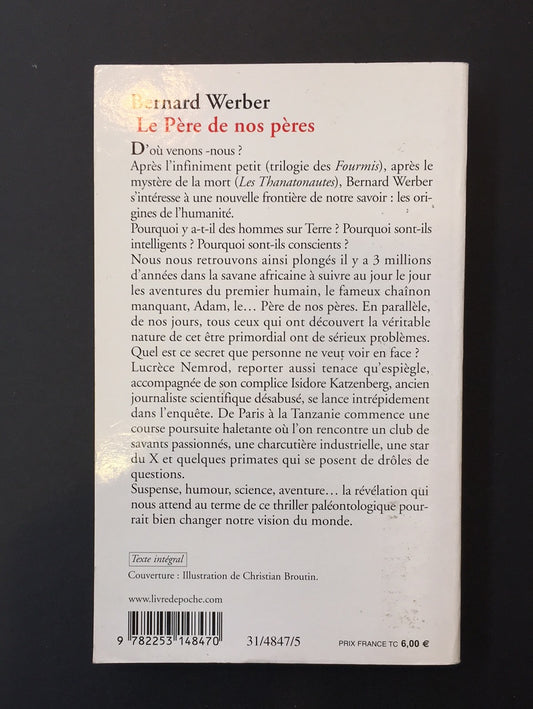 Bernard Werber
Le Père de nos pères
D'où venons -nous ?
Après l'infiniment petit (trilogie des Fourmis), après le
mystère de la mort (Les Thanatonautes), Bernard Werber
s'intéresse à une nouvelle frontière de notre savoir : les ori-
gines de l'humanité.
Pourquoi y a-t-il des hommes sur Terre ? Pourquoi sont-ils
intelligents ? Pourquoi sont-ils conscients ?
Nous nous retrouvons ainsi plongés il y a 3 millions
d'années dans la savane africaine à suivre au jour le jour
les aventures du premier humain, le fameux chaînon
manquant, Adam, le... Père de nos pères. En parallèle,
de nos jours, tous ceux qui ont découvert la véritable
nature de cet être primordial ont de sérieux problèmes.
Quel est ce secret que personne ne veut voir en face ?
Lucrèce Nemrod, reporter aussi tenace qu'espiègle,
accompagnée de son complice Isidore Katzenberg, ancien
journaliste scientifique désabusé, se lance intrépidement
dans l'enquête. De Paris à la Tanzanie commence une
course poursuite haletante où l'on rencontre un club de
savants passionnés, une charcutière industrielle, une star
du X et quelques primates qui se posent de drôles de
questions.
Suspense, humour, science, aventure... la révélation qui
nous attend au terme de ce thriller paléontologique pour-
rait bien changer notre vision du monde.
Texte intégral
Couverture : Illustration de Christian Broutin.
www.livredepoche.com
9 782253 148470
31/4847/5
PRIX FRANCE TC 6,00 €